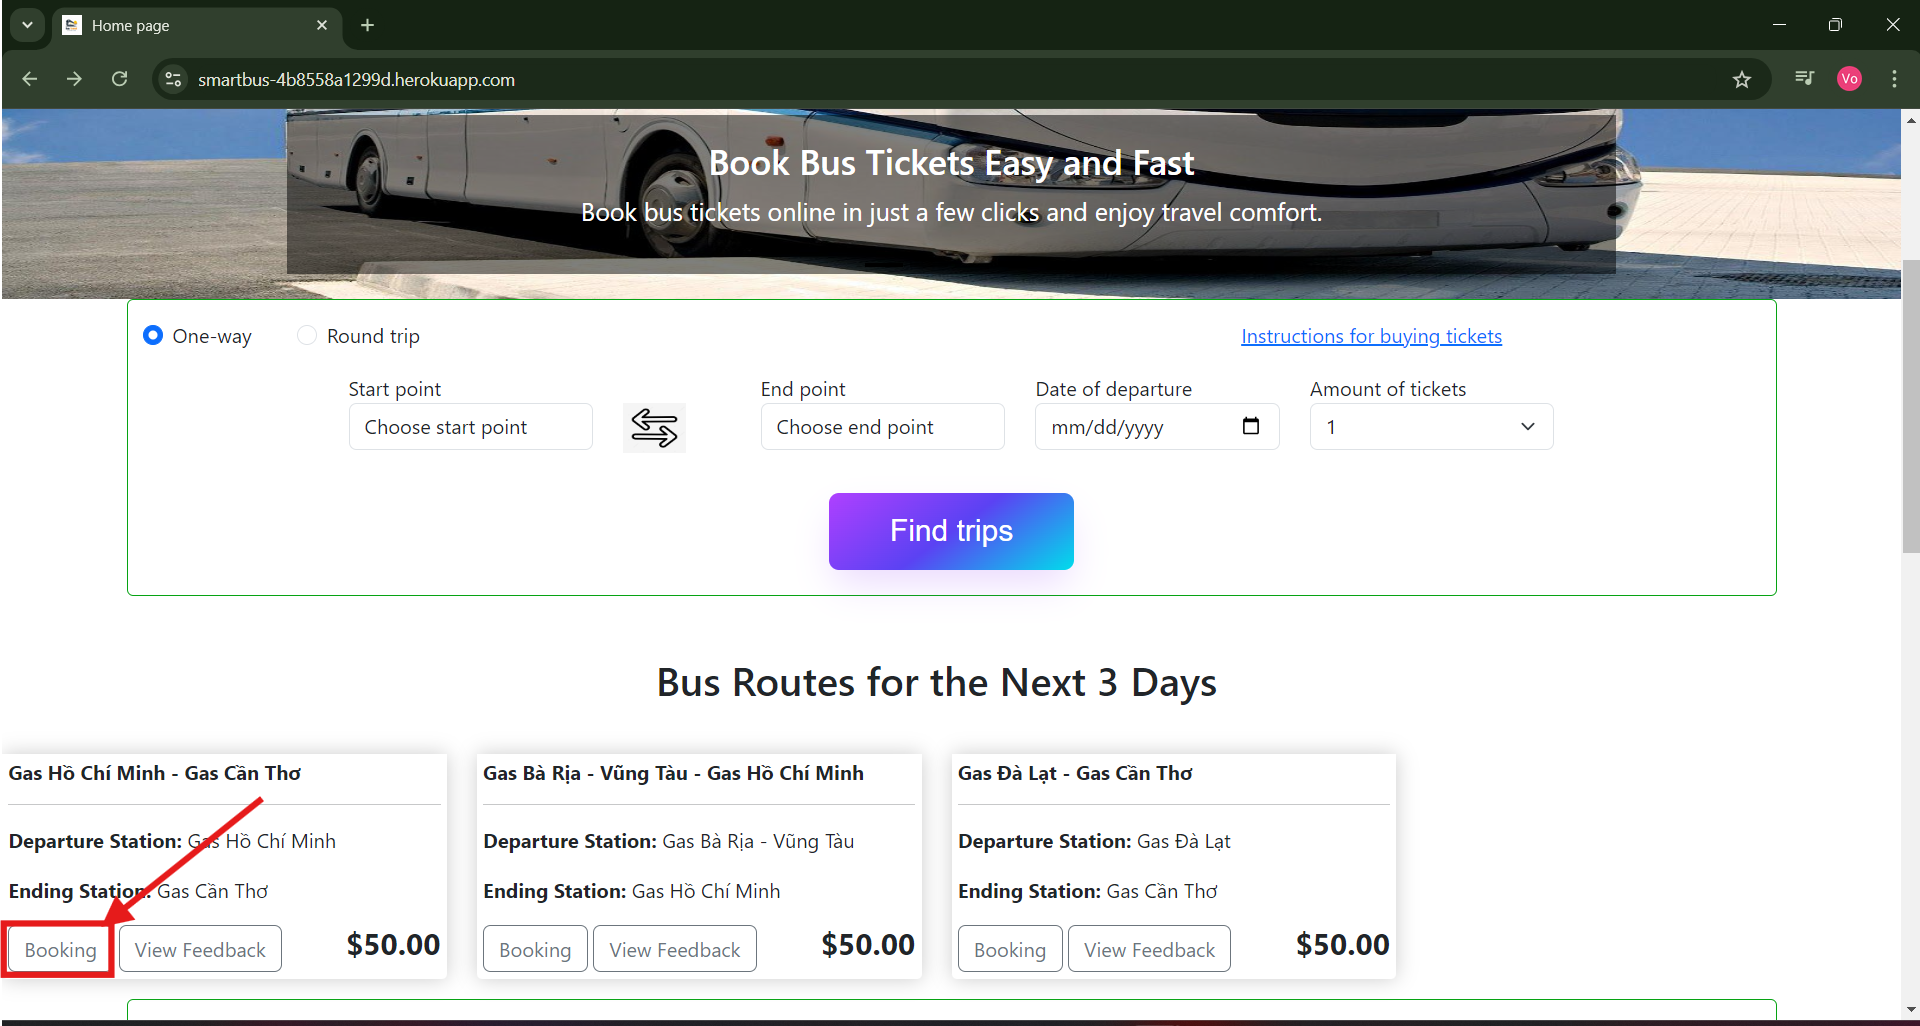 Home page
smartbus-4b8558a1299d.herokuapp.com
Vo
Book Bus Tickets Easy and Fast
Book bus tickets online in just a few clicks and enjoy travel comfort.
One-way
Round trip
Instructions for buying tickets
Start point
End point
Date of departure
Amount of tickets
Choose start point
Choose end point
mm/dd/yyyy
1
Find trips
Bus Routes for the Next 3 Days
Gas Hồ Chí Minh - Gas Cần Thơ
Departure Station: Gas Hồ Chí Minh
Ending Station: Gas Cần Thơ
Booking
View Feedback
$50.00
Gas Bà Rịa - Vũng Tàu - Gas Hồ Chí Minh
Departure Station: Gas Bà Rịa - Vũng Tàu
Ending Station: Gas Hồ Chí Minh
Booking
View Feedback
$50.00
Gas Đà Lạt - Gas Cần Thơ
Departure Station: Gas Đà Lạt
Ending Station: Gas Cần Thơ
Booking
View Feedback
$50.00